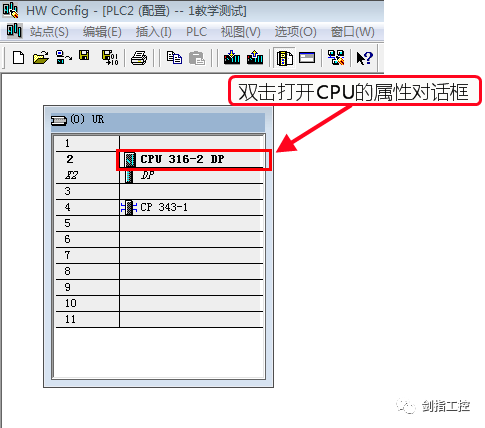 HW Config - [PLC2 (配置) -- 1教学测试]
站点(S) 编辑(E) 插入(I) PLC 视图(V) 选项(O) 窗口(W)
双击打开CPU的属性对话框
(0) UR
1
2 CPU 316-2 DP
X2 DP
3
4 CP 343-1
5
6
7
8
9
10
11
剑指工控